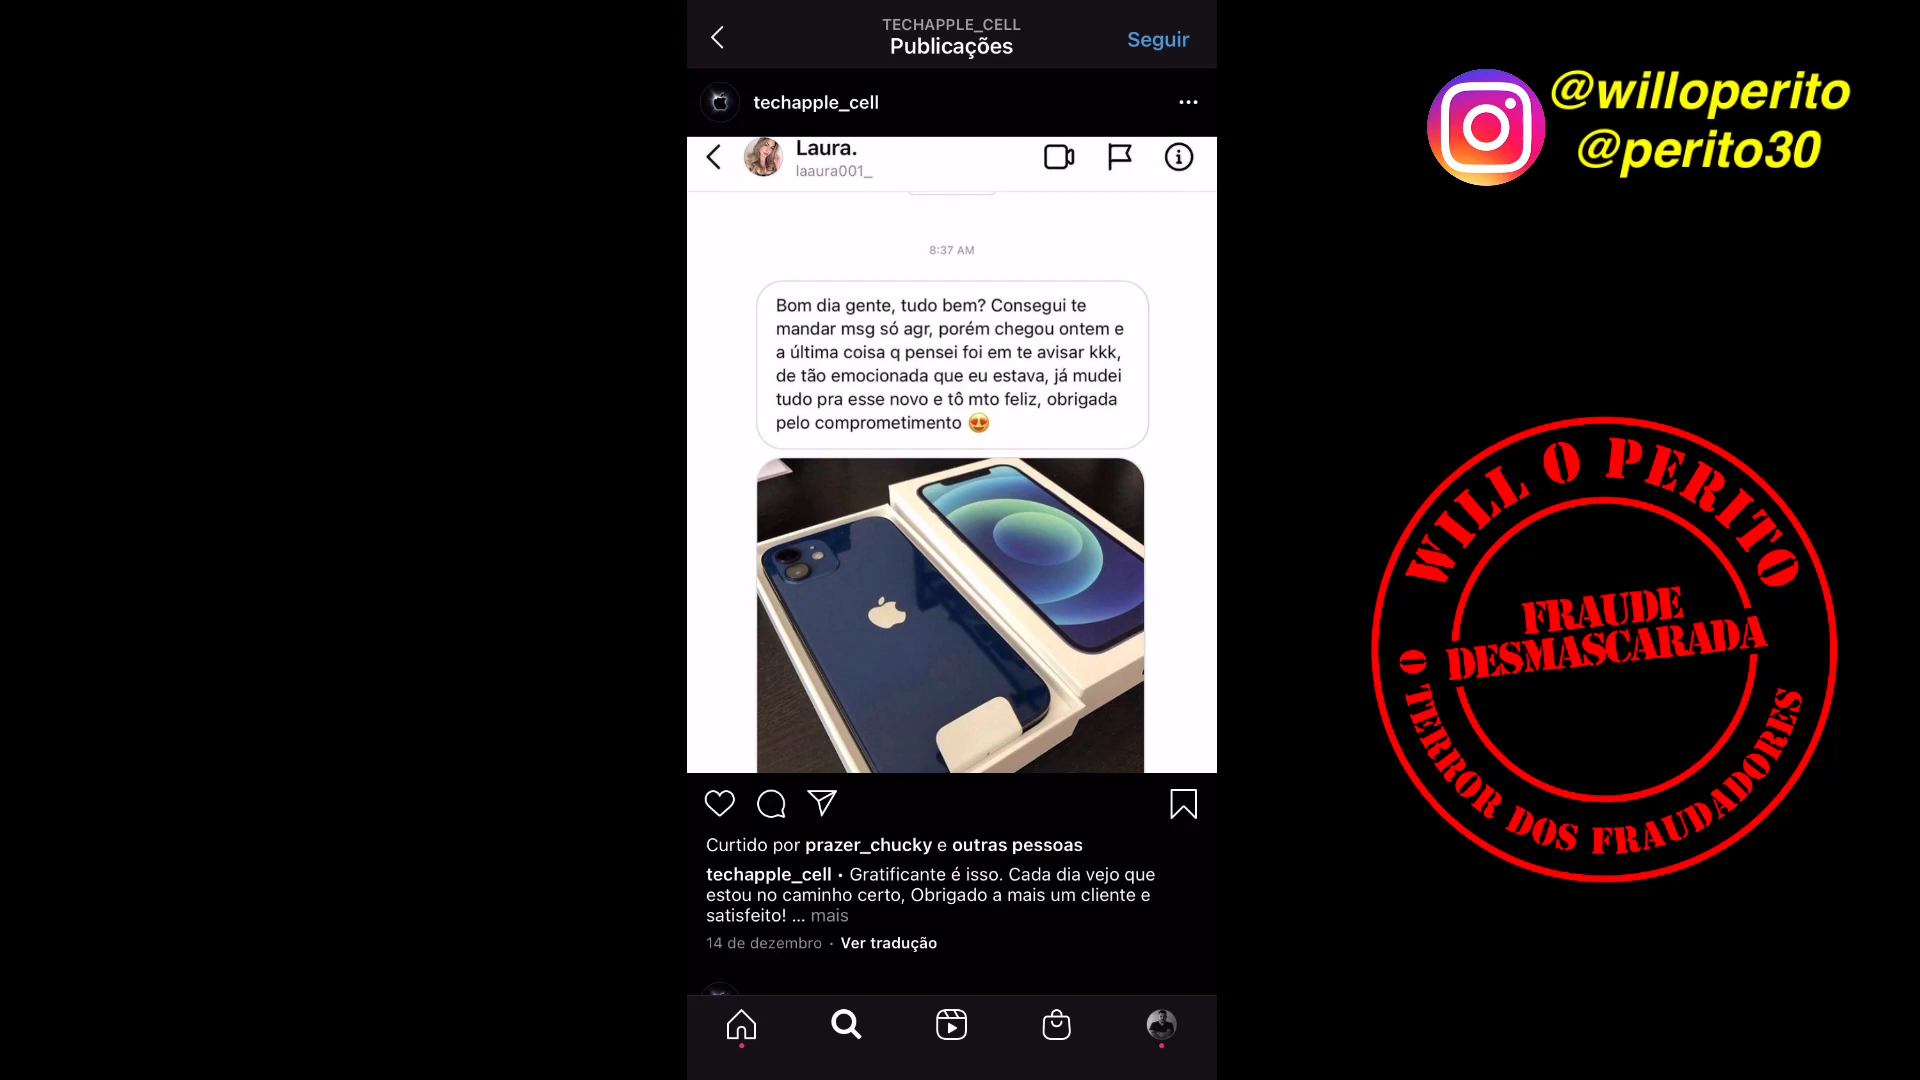 TECHAPPLE_CELL
Publicações
Seguir
techapple_cell
Laura.
laaura001_
8:37 AM
Bom dia gente, tudo bem? Consegui te
mandar msg só agr, porém chegou ontem e
a última coisa q pensei foi em te avisar kkk,
de tão emocionada que eu estava, já mudei
tudo pra esse novo e tô mto feliz, obrigada
pelo comprometimento 😍
Curtido por prazer_chucky e outras pessoas
techapple_cell • Gratificante é isso. Cada dia vejo que
estou no caminho certo, Obrigado a mais um cliente e
satisfeito! ... mais
14 de dezembro • Ver tradução
@willoperito
@perito30
WILL O PERITO
FRAUDE
DESMASCARADA
O TERROR DOS FRAUDADORES